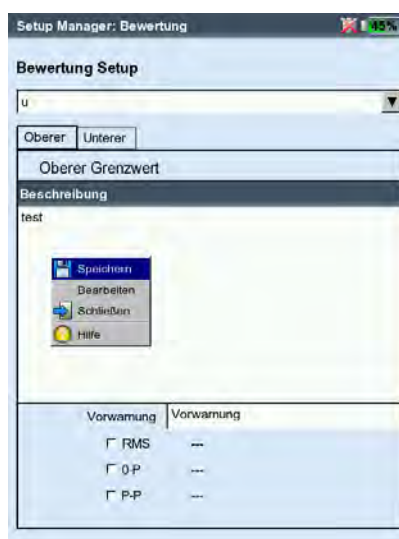 Setup Manager: Bewertung 45%
Bewertung Setup
u
Oberer Unterer
Oberer Grenzwert
Beschreibung
test
Speichern
Bearbeiten
Schließen
Hilfe
Vorwarnung Vorwarnung
RMS ---
0-P ---
P-P ---